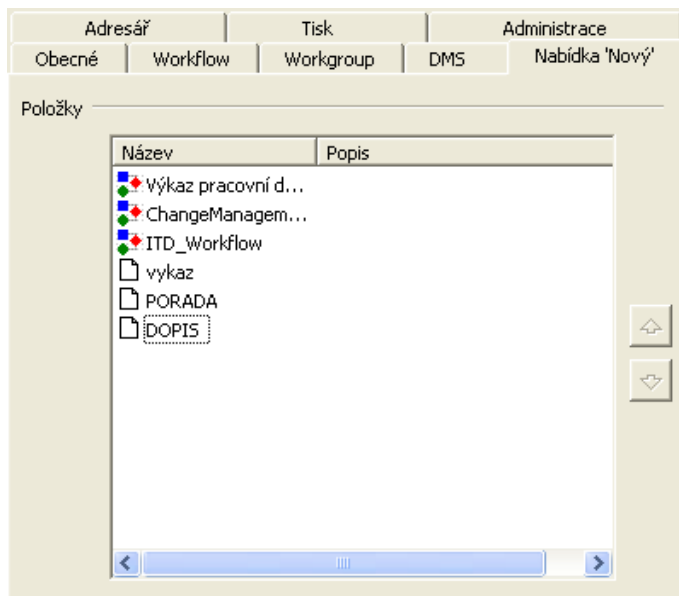 Adresář Tisk Administrace
Obecné Workflow Workgroup DMS Nabídka 'Nový'
Položky
Název Popis
Výkaz pracovní d...
ChangeManagem...
ITD_Workflow
vykaz
PORADA
DOPIS